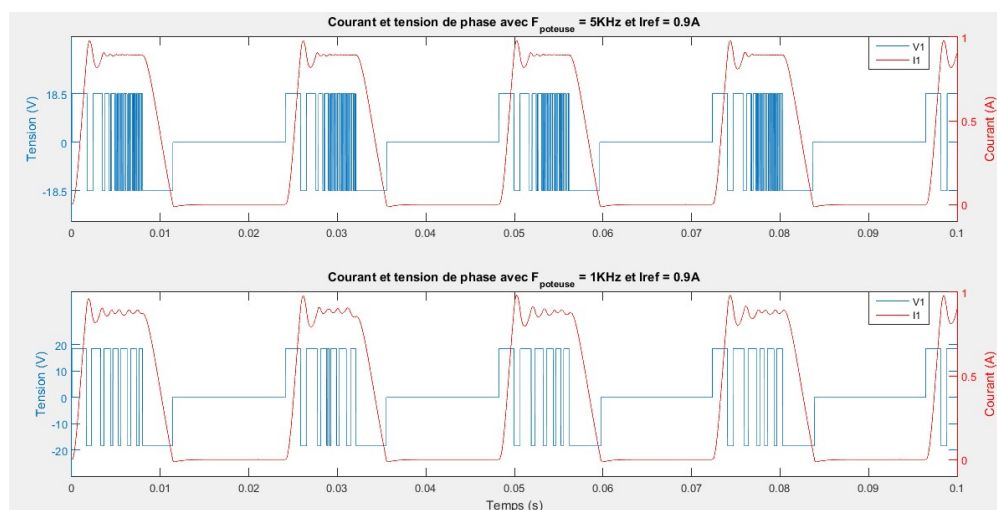 Courant et tension de phase avec F_poteuse = 5KHz et Iref = 0.9A
V1
I1
Tension (V)
18.5
0
-18.5
Courant (A)
1
0.5
0
0 0.01 0.02 0.03 0.04 0.05 0.06 0.07 0.08 0.09 0.1
Courant et tension de phase avec F_poteuse = 1KHz et Iref = 0.9A
V1
I1
Tension (V)
20
10
0
-10
-20
Courant (A)
1
0.5
0
0 0.01 0.02 0.03 0.04 0.05 0.06 0.07 0.08 0.09 0.1
Temps (s)